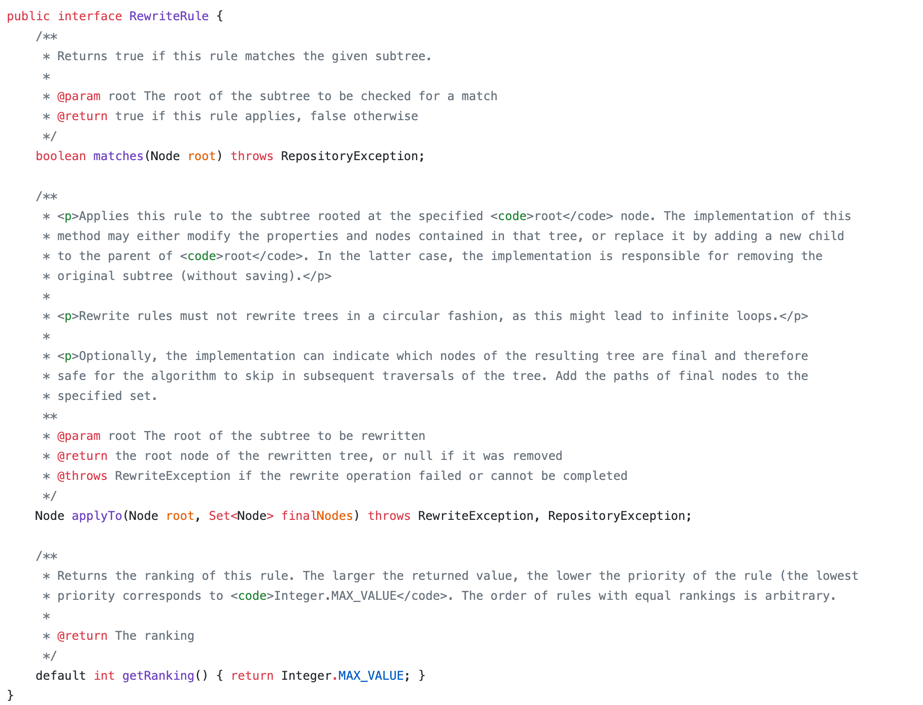 public interface RewriteRule {
    /**
     * Returns true if this rule matches the given subtree.
     *
     * @param root The root of the subtree to be checked for a match
     * @return true if this rule applies, false otherwise
     */
    boolean matches(Node root) throws RepositoryException;

    /**
     * <p>Applies this rule to the subtree rooted at the specified <code>root</code> node. The implementation of this
     * method may either modify the properties and nodes contained in that tree, or replace it by adding a new child
     * to the parent of <code>root</code>. In the latter case, the implementation is responsible for removing the
     * original subtree (without saving).</p>
     *
     * <p>Rewrite rules must not rewrite trees in a circular fashion, as this might lead to infinite loops.</p>
     *
     * <p>Optionally, the implementation can indicate which nodes of the resulting tree are final and therefore
     * safe for the algorithm to skip in subsequent traversals of the tree. Add the paths of final nodes to the
     * specified set.
     **
     * @param root The root of the subtree to be rewritten
     * @return the root node of the rewritten tree, or null if it was removed
     * @throws RewriteException if the rewrite operation failed or cannot be completed
     */
    Node applyTo(Node root, Set<Node> finalNodes) throws RewriteException, RepositoryException;

    /**
     * Returns the ranking of this rule. The larger the returned value, the lower the priority of the rule (the lowest
     * priority corresponds to <code>Integer.MAX_VALUE</code>. The order of rules with equal rankings is arbitrary.
     *
     * @return The ranking
     */
    default int getRanking() { return Integer.MAX_VALUE; }
}